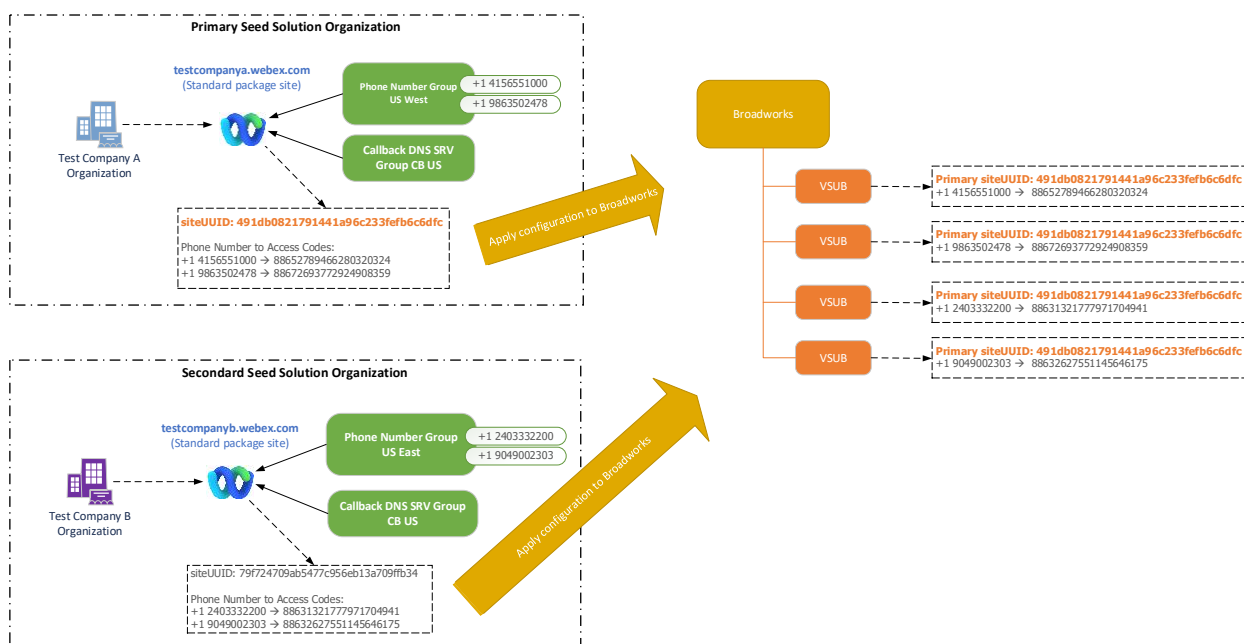 Primary Seed Solution Organization
testcompanya.webex.com
(Standard package site)
Phone Number Group
US West
+1 4156551000
+1 9863502478
Callback DNS SRV
Group CB US
Test Company A
Organization
siteUUID: 491db0821791441a96c233fefb6c6dfc
Phone Number to Access Codes:
+1 4156551000 → 88652789466280320324
+1 9863502478 → 88672693772924908359
Apply configuration to Broadworks
Secondard Seed Solution Organization
testcompanyb.webex.com
(Standard package site)
Phone Number Group
US East
+1 2403332200
+1 9049002303
Callback DNS SRV Group
CB US
Test Company B
Organization
siteUUID: 79f724709ab5477c956eb13a709ffb34
Phone Number to Access Codes:
+1 2403332200 → 88631321777971704941
+1 9049002303 → 88632627551145646175
Apply configuration to Broadworks
Broadworks
VSUB
Primary siteUUID: 491db0821791441a96c233fefb6c6dfc
+1 4156551000 → 88652789466280320324
VSUB
Primary siteUUID: 491db0821791441a96c233fefb6c6dfc
+1 9863502478 → 88672693772924908359
VSUB
Primary siteUUID: 491db0821791441a96c233fefb6c6dfc
+1 2403332200 → 88631321777971704941
VSUB
Primary siteUUID: 491db0821791441a96c233fefb6c6dfc
+1 9049002303 → 88632627551145646175